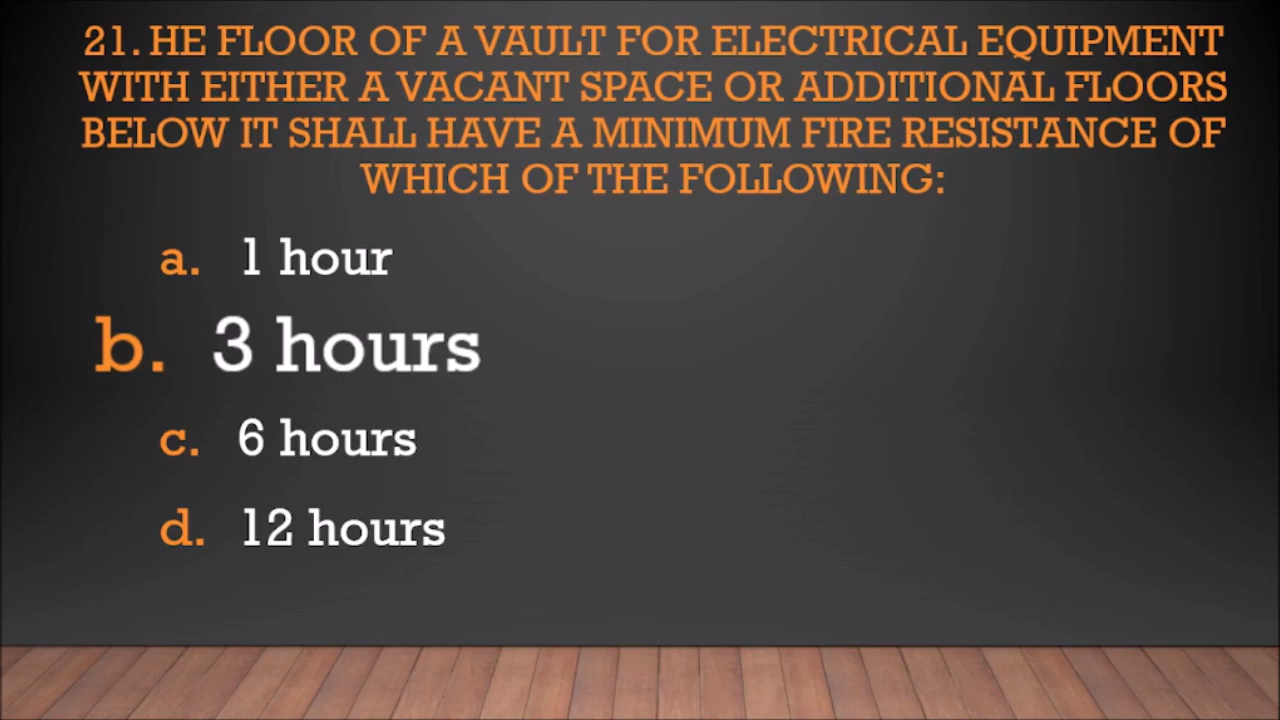 21. HE FLOOR OF A VAULT FOR ELECTRICAL EQUIPMENT
WITH EITHER A VACANT SPACE OR ADDITIONAL FLOORS
BELOW IT SHALL HAVE A MINIMUM FIRE RESISTANCE OF
WHICH OF THE FOLLOWING:
a. 1 hour
b. 3 hours
c. 6 hours
d. 12 hours